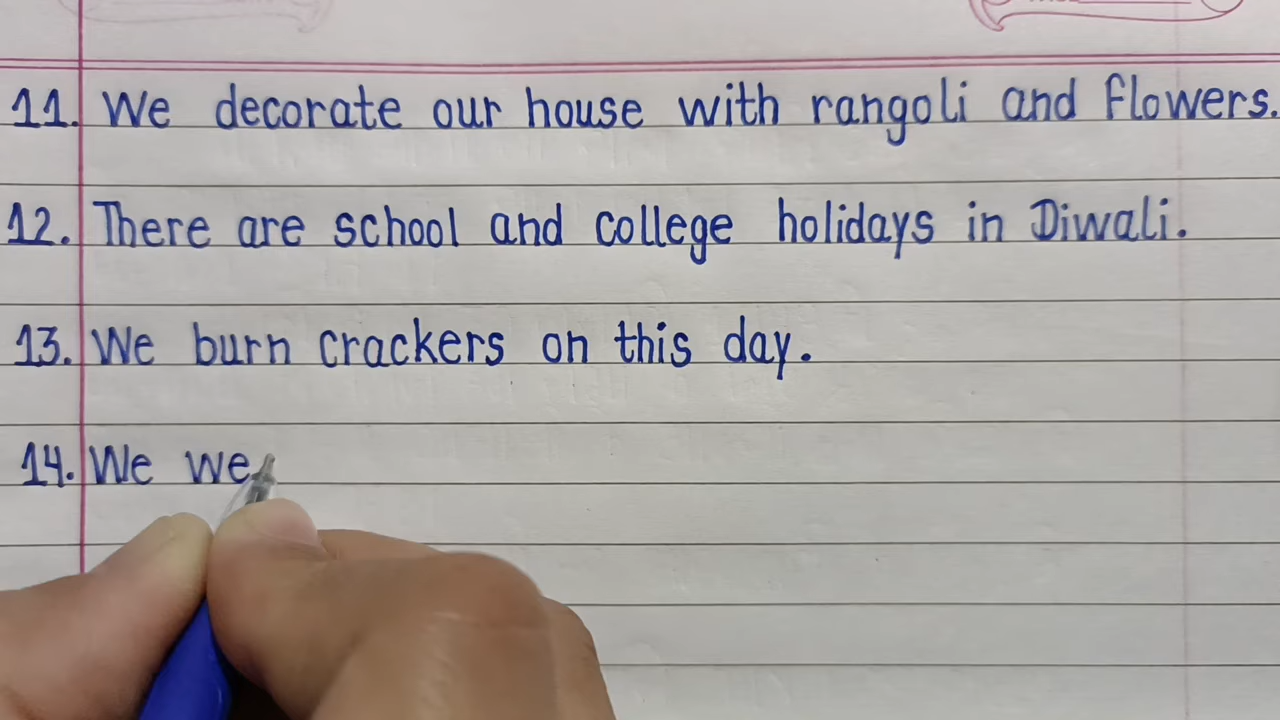 11. We decorate our house with rangoli and flowers.
12. There are school and college holidays in Diwali.
13. We burn crackers on this day.
14. We we